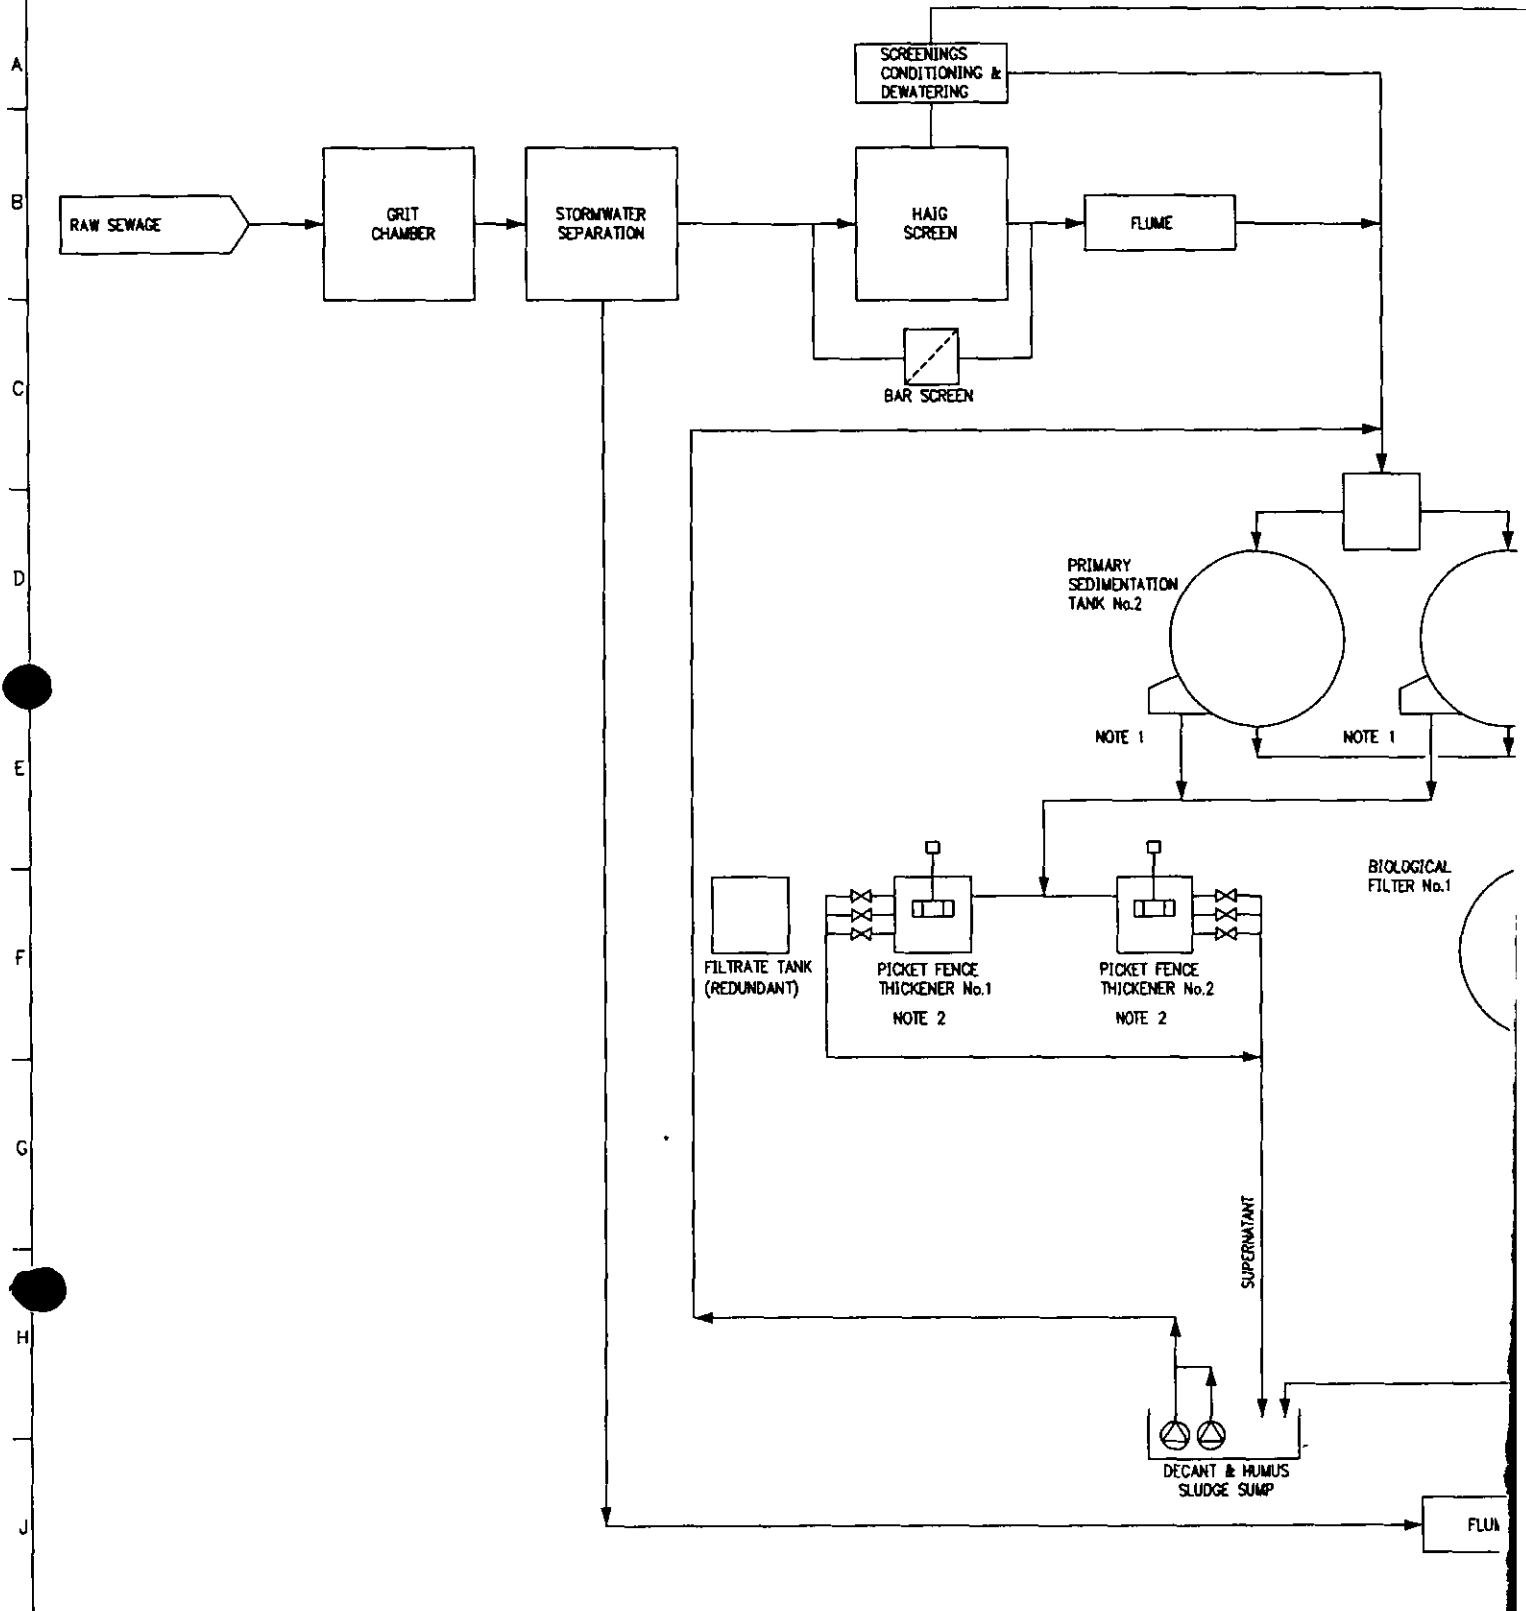 A
SCREENINGS
CONDITIONING &
DEWATERING
B
RAW SEWAGE
GRIT
CHAMBER
STORMWATER
SEPARATION
HAIG
SCREEN
FLUME
C
BAR SCREEN
D
PRIMARY
SEDIMENTATION
TANK No.2
NOTE 1
NOTE 1
E
BIOLOGICAL
FILTER No.1
F
FILTRATE TANK
(REDUNDANT)
PICKET FENCE
THICKENER No.1
NOTE 2
PICKET FENCE
THICKENER No.2
NOTE 2
G
SUPERNATANT
H
DECANT & HUMUS
SLUDGE SUMP
J
FLUM